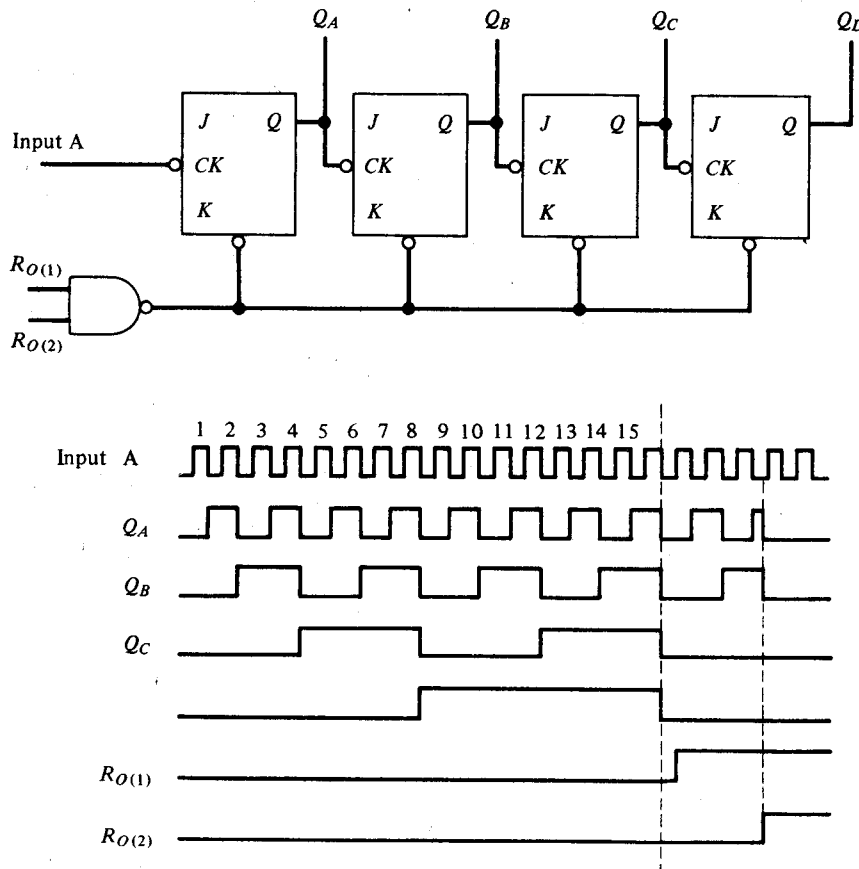 Q_A Q_B Q_C Q_D
J Q J Q J Q J Q
Input A
CK CK CK CK
K K K K
R_O(1)
R_O(2)
1 2 3 4 5 6 7 8 9 10 11 12 13 14 15
Input A
Q_A
Q_B
Q_C
R_O(1)
R_O(2)